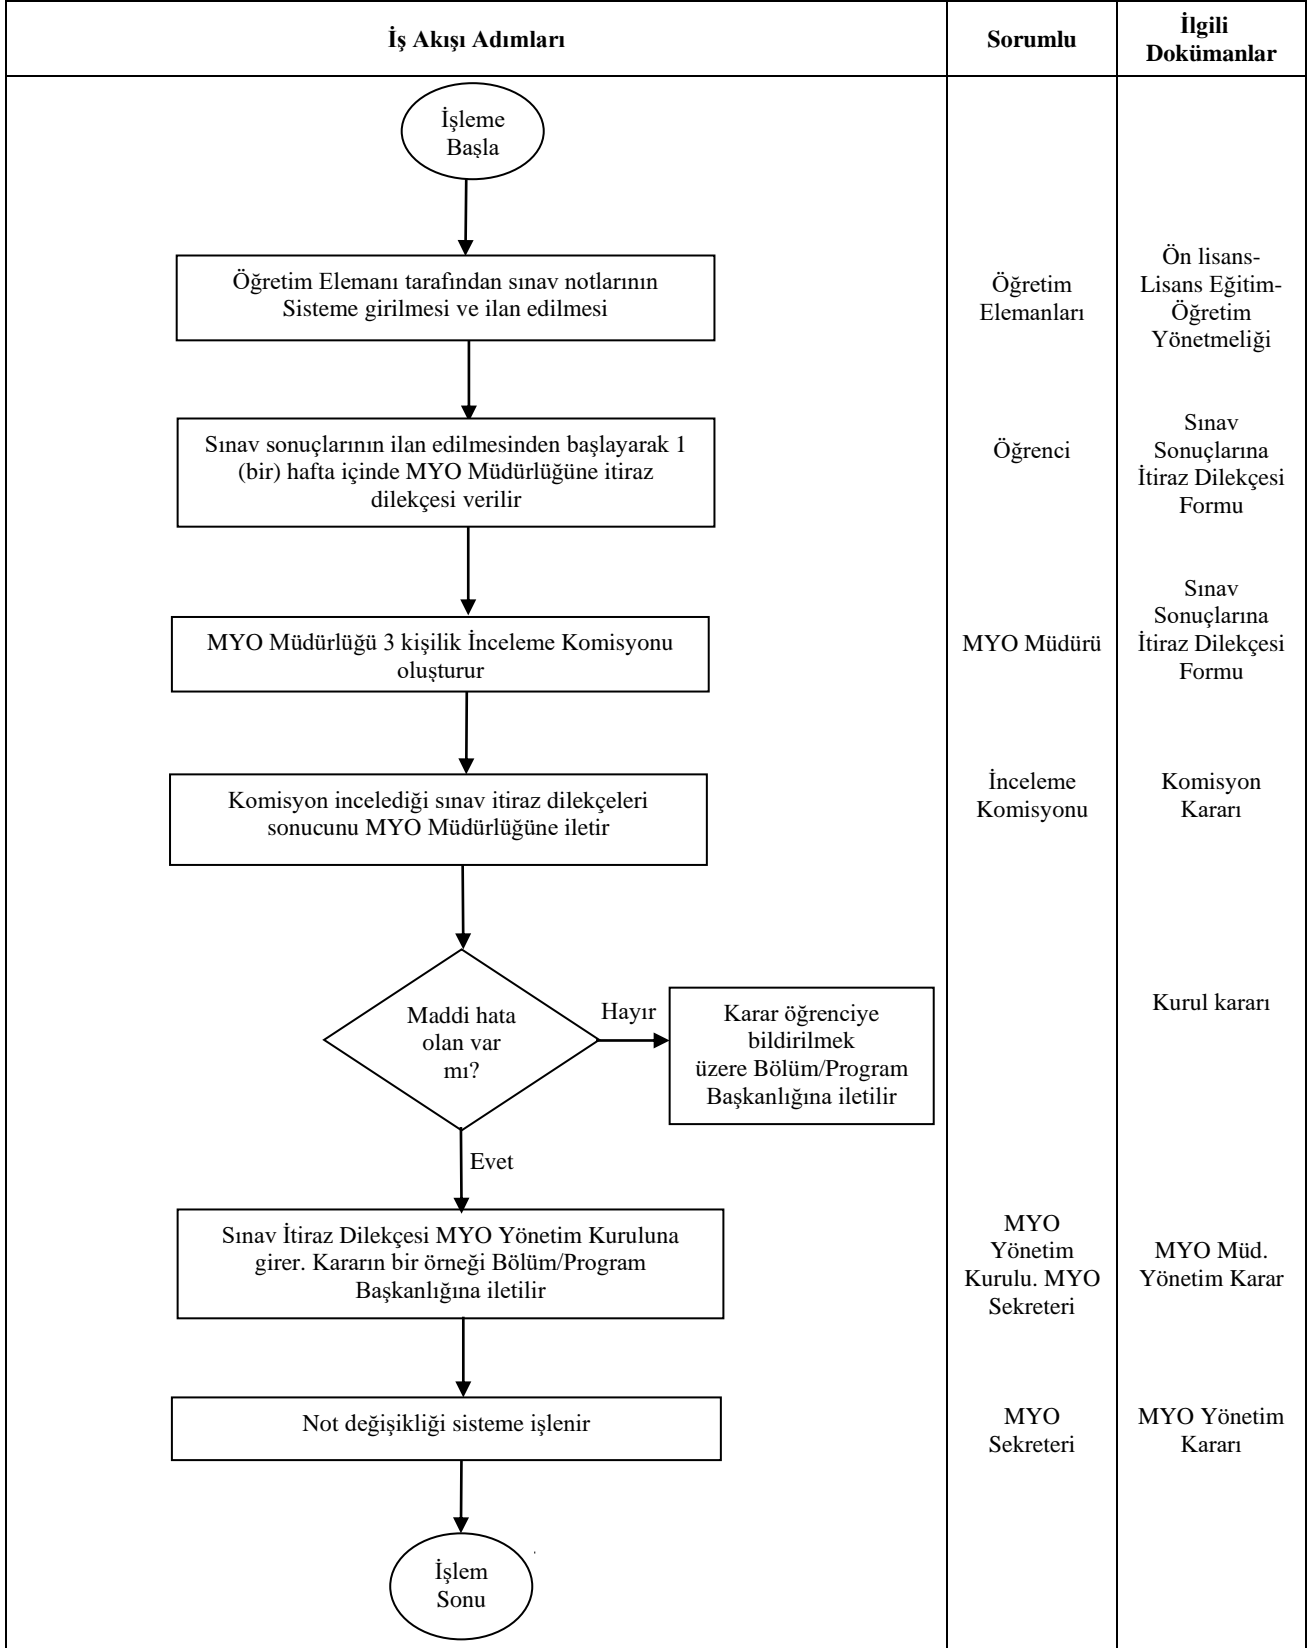 İş Akışı Adımları
Sorumlu
İlgili
Dokümanlar
İşleme
Başla
Öğretim Elemanı tarafından sınav notlarının
Sisteme girilmesi ve ilan edilmesi
Öğretim
Elemanları
Ön lisans-
Lisans Eğitim-
Öğretim
Yönetmeliği
Sınav sonuçlarının ilan edilmesinden başlayarak 1
(bir) hafta içinde MYO Müdürlüğüne itiraz
dilekçesi verilir
Öğrenci
Sınav
Sonuçlarına
İtiraz Dilekçesi
Formu
MYO Müdürlüğü 3 kişilik İnceleme Komisyonu
oluşturur
MYO Müdürü
Sınav
Sonuçlarına
İtiraz Dilekçesi
Formu
Komisyon incelediği sınav itiraz dilekçeleri
sonucunu MYO Müdürlüğüne iletir
İnceleme
Komisyonu
Komisyon
Kararı
Maddi hata
olan var
mı?
Hayır
Karar öğrenciye
bildirilmek
üzere Bölüm/Program
Başkanlığına iletilir
Kurul kararı
Evet
Sınav İtiraz Dilekçesi MYO Yönetim Kuruluna
girer. Kararın bir örneği Bölüm/Program
Başkanlığına iletilir
MYO
Yönetim
Kurulu. MYO
Sekreteri
MYO Müd.
Yönetim Karar
Not değişikliği sisteme işlenir
MYO
Sekreteri
MYO Yönetim
Kararı
İşlem
Sonu